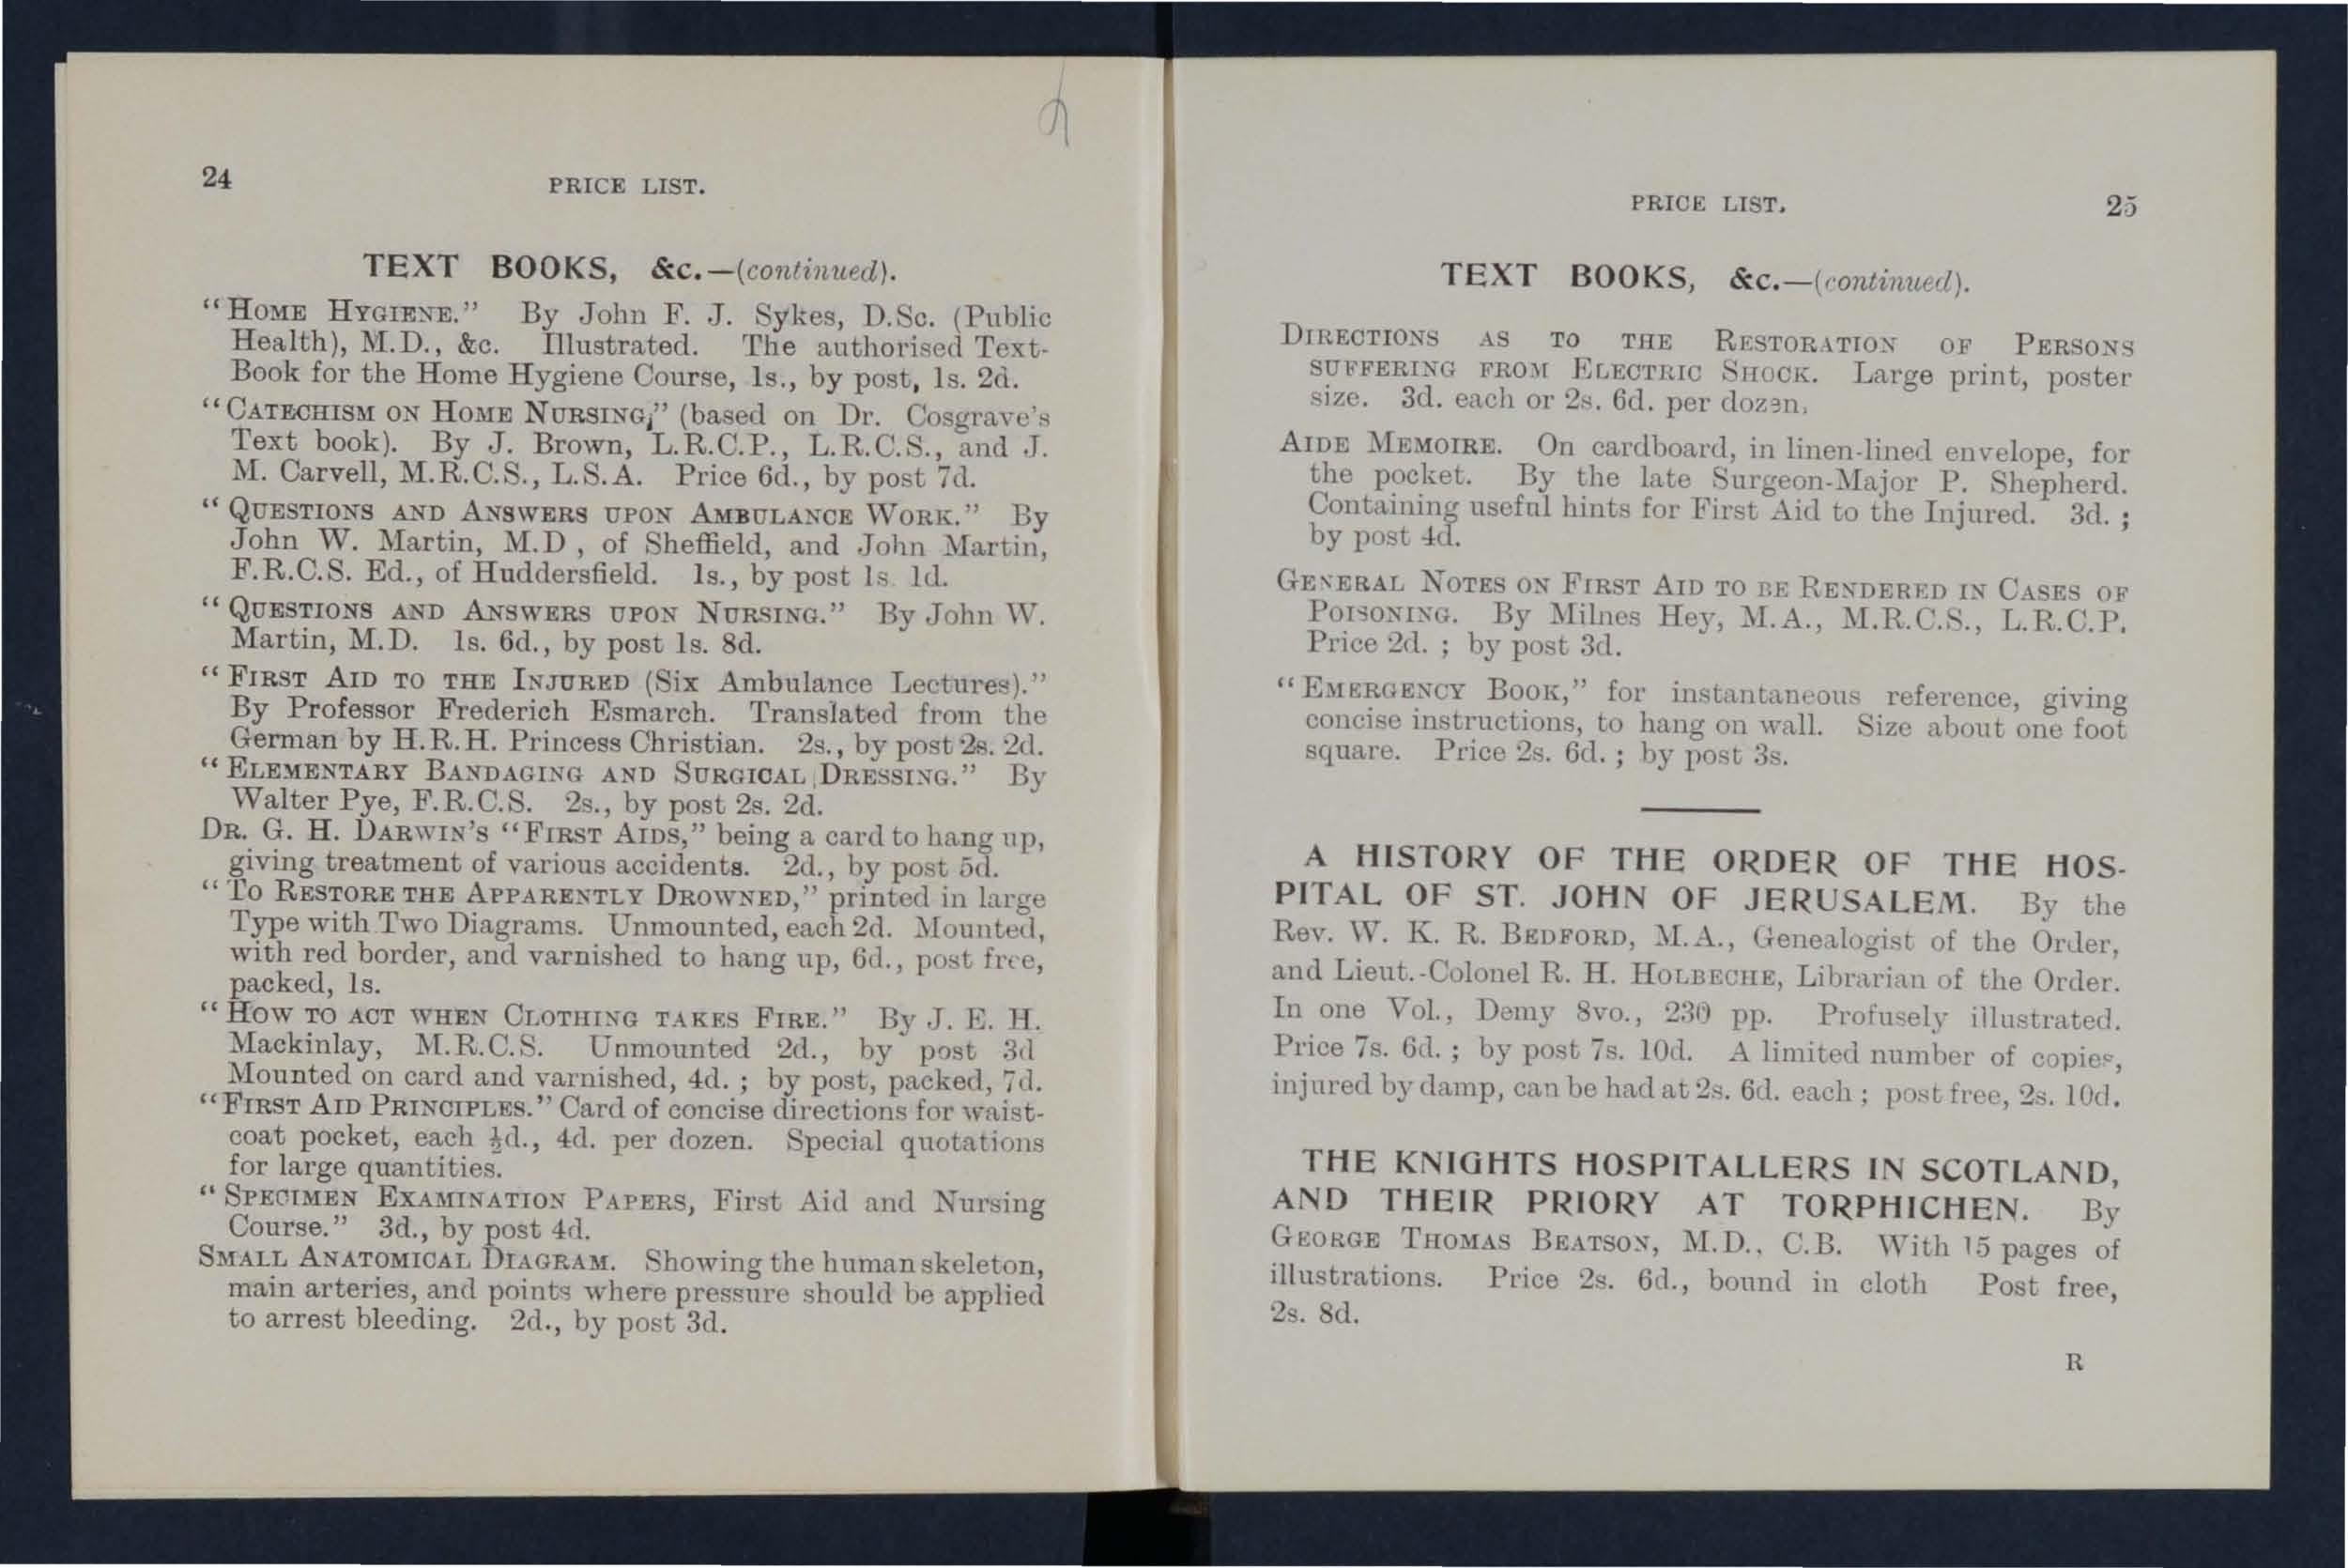 24
PRICE LIST.
TEXT BOOKS, &c.—(continued).
“HOME HYGIENE.” By John F. J. Sykes, D.Sc. (Public
Health), M.D., &c. Illustrated. The authorised Text-
Book for the Home Hygiene Course, 1s., by post, 1s. 2d.
“CATECHISM ON HOME NURSING,” (based on Dr. Cosgrave's
Text book). By J. Brown, L.R.C.P., L.R.C.S., and J.
M. Carvell, M.R.C.S., L.S.A. Price 6d., by post 7d.
“QUESTIONS AND ANSWERS UPON AMBULANCE WORK.” By
John W. Martin, M.D , of Sheffield, and John Martin,
F.R.C.S. Ed., of Huddersfield. 1s., by post 1s. 1d.
“QUESTIONS AND ANSWERS UPON NURSING.” By John W.
Martin, M.D. 1s. 6d., by post 1s. 8d.
“FIRST AID TO THE INJURED (Six Ambulance Lectures).”
By Professor Frederich Esmarch. Translated from the
German by H.R.H. Princess Christian. 2s., by post 2s. 2d.
“ELEMENTARY BANDAGING AND SURGICAL DRESSING.” By
Walter Pye, F.R.C.S. 2s., by post 2s. 2d.
DR. G. H. DARWIN'S “FIRST AIDS,” being a card to hang up,
giving treatment of various accidents. 2d., by post 5d.
“TO RESTORE THE APPARENTLY DROWNED,” printed in large
Type with Two Diagrams. Unmounted, each 2d. Mounted,
with red border, and varnished to hang up, 6d., post free,
packed, 1s.
“HOW TO ACT WHEN CLOTHING TAKES FIRE.” By J. E. H.
Mackinlay, M.R.C.S. Unmounted 2d., by post 3d
Mounted on card and varnished, 4d. ; by post, packed, 7d.
“FIRST AID PRINCIPLES.” Card of concise directions for waist-
coat pocket, each ½d., 4d. per dozen. Special quotations
for large quantities.
“SPECIMEN EXAMINATION PAPERS, First Aid and Nursing
Course.” 3d., by post 4d.
SMALL ANATOMICAL DIAGRAM. Showing the human skeleton,
main arteries, and points where pressure should be applied
to arrest bleeding. 2d., by post 3d.
PRICE LIST.
25
TEXT BOOKS, &c.—(continued).
DIRECTIONS AS TO THE RESTORATION OF PERSONS
SUFFERING FROM ELECTRIC SHOCK. Large print, poster
size. 3d. each or 2s. 6d. per dozen.
AIDE MEMOIRE. On cardboard, in linen-lined envelope, for
the pocket. By the late Surgeon-Major P. Shepherd.
Containing useful hints for First Aid to the Injured. 3d. ;
by post 4d.
GENERAL NOTES ON FIRST AID TO BE RENDERED IN CASES OF
POISONING. By Milnes Hey, M.A., M.R.C.S., L.R.C.P.
Price 2d. ; by post 3d.
“EMERGENCY BOOK,” for instantaneous reference, giving
concise instructions, to hang on wall. Size about one foot
square. Price 2s. 6d. ; by post 3s.
A HISTORY OF THE ORDER OF THE HOS-
PITAL OF ST. JOHN OF JERUSALEM. By the
Rev. W. K. R. BEDFORD, M.A., Genealogist of the Order,
and Lieut.-Colonel R. H. HOLBECHE, Librarian of the Order.
In one Vol., Demy 8vo., 230 pp. Profusely illustrated.
Price 7s. 6d. ; by post 7s. 10d. A limited number of copies,
injured by damp, can be had at 2s. 6d. each ; post free, 2s. 10d.
THE KNIGHTS HOSPITALLERS IN SCOTLAND,
AND THEIR PRIORY AT TORPHICHEN. By
GEORGE THOMAS BEATSON, M.D., C.B. With 15 pages of
illustrations. Price 2s. 6d., bound in cloth Post free,
2s. 8d.
R